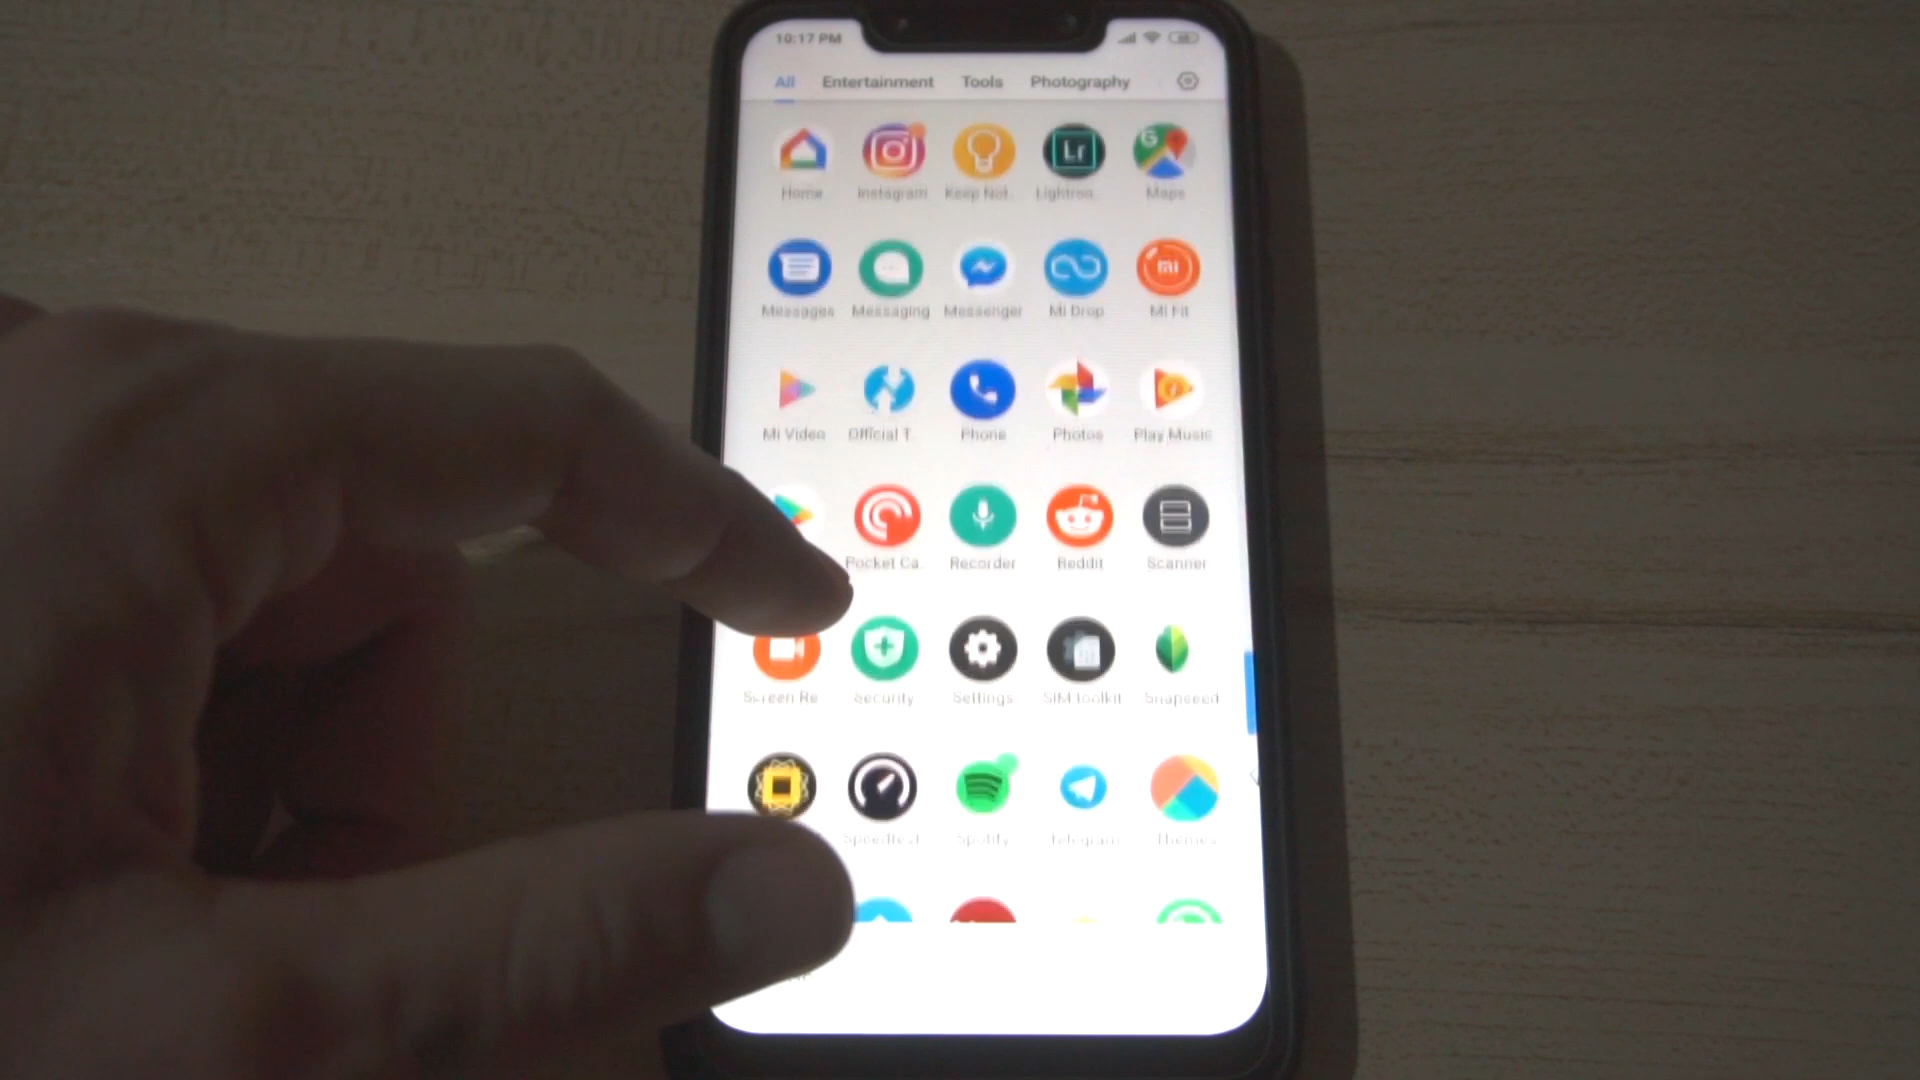 10:17 PM
All Entertainment Tools Photography
G Lr
Home Instagram Keep Not.. Lightroo.. Maps
mi
Messages Messaging Messenger Mi Drop Mi Fit
Mi Video Official T.. Phone Photos Play Music
Pocket Ca.. Recorder Reddit Scanner
Screen Re Security Settings SIM toolkit Snapseed
Speedtest Spotify Telegram Themes